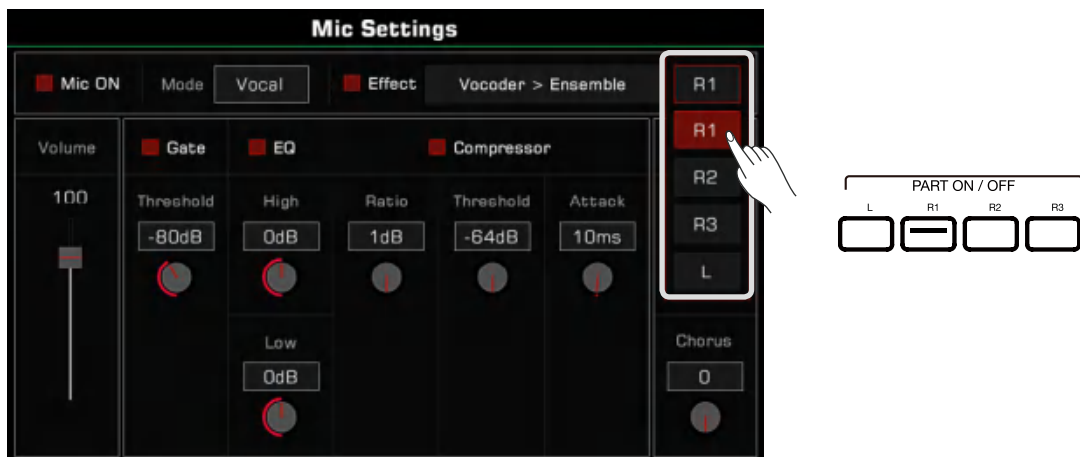 Mic Settings
Mic ON Mode Vocal Effect Vocoder > Ensemble R1
R1
R2
R3
L
Volume
100
Gate EQ Compressor
Threshold High Ratio Threshold Attack
-80dB 0dB 1dB -64dB 10ms
Low
0dB
Chorus
0
PART ON / OFF
L R1 R2 R3